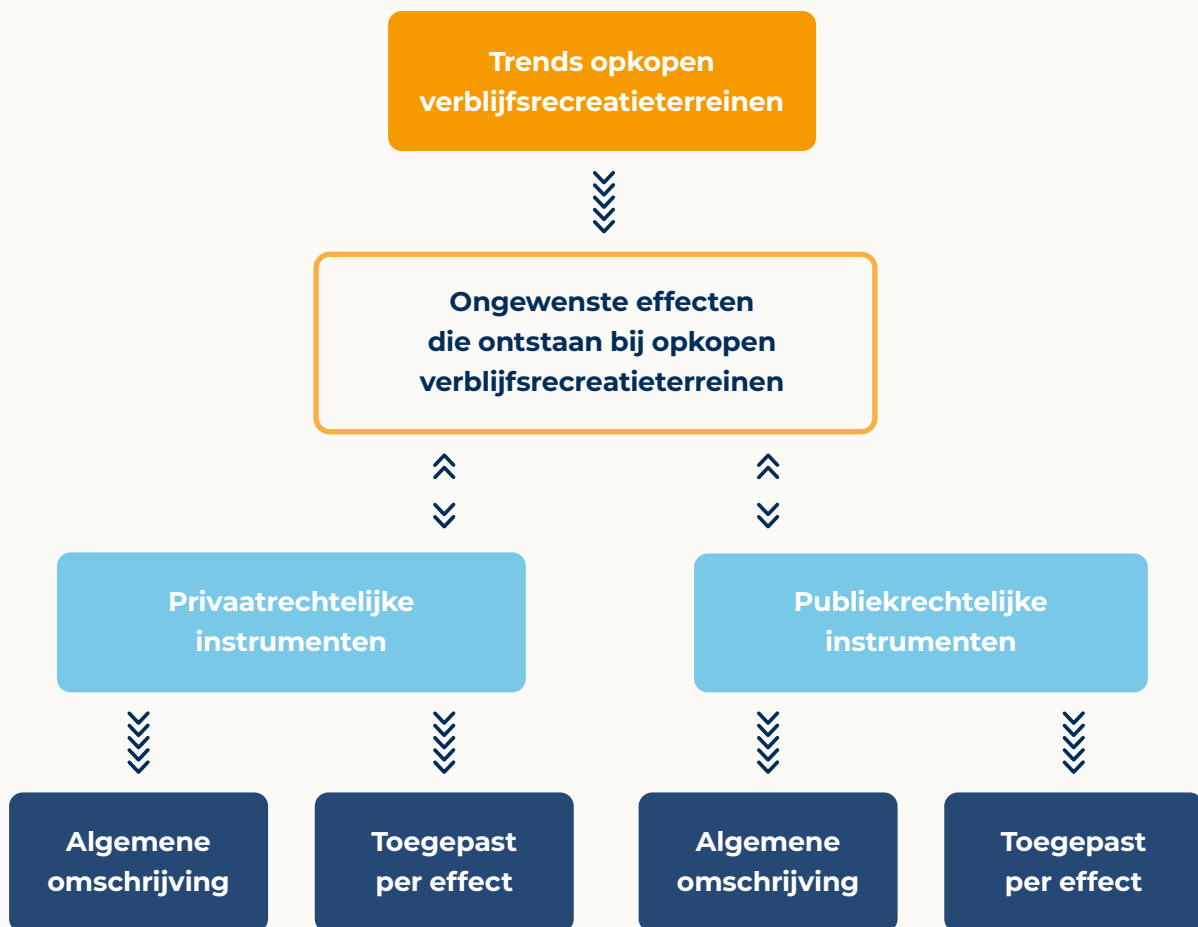 Trends opkopen
verblijfsrecreatieterreinen
Ongewenste effecten
die ontstaan bij opkopen
verblijfsrecreatieterreinen
Privaatrechtelijke
instrumenten
Publiekrechtelijke
instrumenten
Algemene
omschrijving
Toegepast
per effect
Algemene
omschrijving
Toegepast
per effect